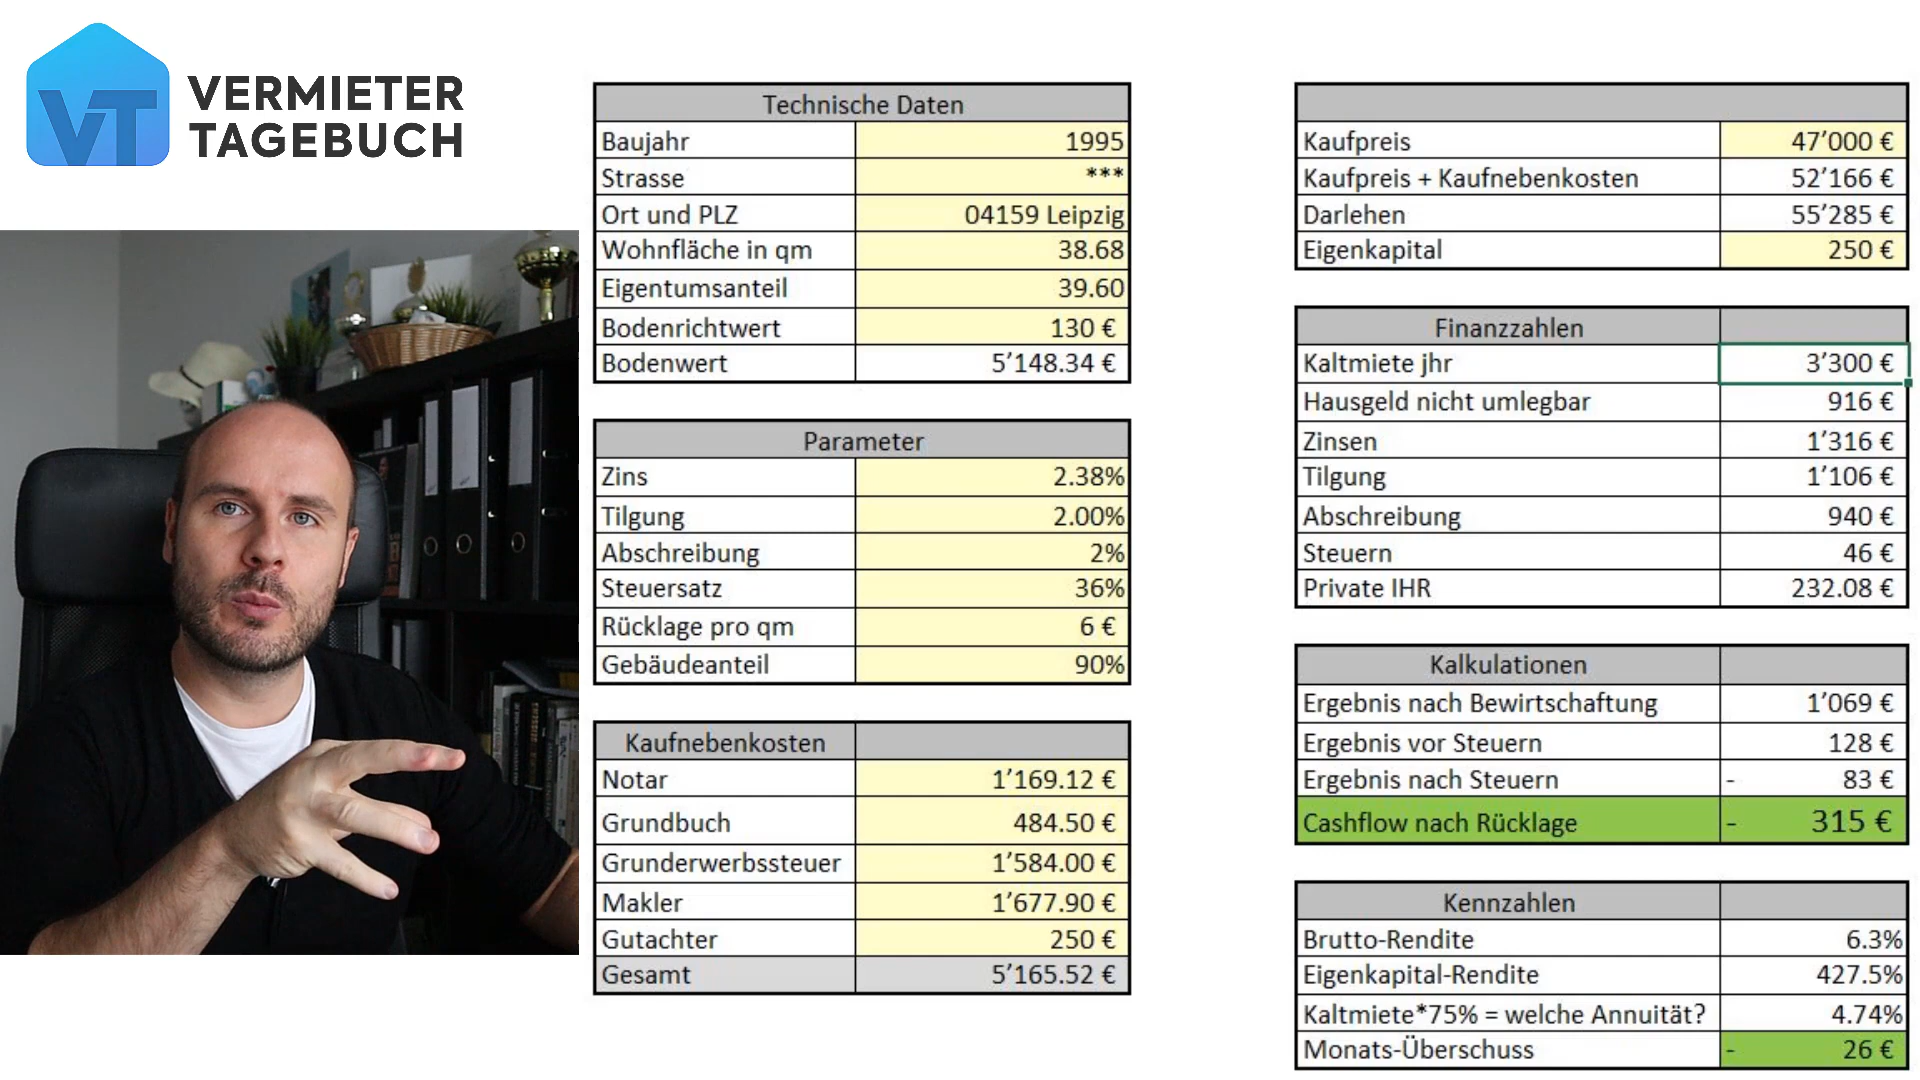 VERMIETER
TAGEBUCH
VT
Technische Daten
Baujahr 1995
Strasse ***
Ort und PLZ 04159 Leipzig
Wohnfläche in qm 38.68
Eigentumsanteil 39.60
Bodenrichtwert 130 €
Bodenwert 5'148.34 €
Parameter
Zins 2.38%
Tilgung 2.00%
Abschreibung 2%
Steuersatz 36%
Rücklage pro qm 6 €
Gebäudeanteil 90%
Kaufnebenkosten
Notar 1'169.12 €
Grundbuch 484.50 €
Grunderwerbssteuer 1'584.00 €
Makler 1'677.90 €
Gutachter 250 €
Gesamt 5'165.52 €
Kaufpreis 47'000 €
Kaufpreis + Kaufnebenkosten 52'166 €
Darlehen 55'285 €
Eigenkapital 250 €
Finanzzahlen
Kaltmiete jhr 3'300 €
Hausgeld nicht umlegbar 916 €
Zinsen 1'316 €
Tilgung 1'106 €
Abschreibung 940 €
Steuern 46 €
Private IHR 232.08 €
Kalkulationen
Ergebnis nach Bewirtschaftung 1'069 €
Ergebnis vor Steuern 128 €
Ergebnis nach Steuern - 83 €
Cashflow nach Rücklage - 315 €
Kennzahlen
Brutto-Rendite 6.3%
Eigenkapital-Rendite 427.5%
Kaltmiete*75% = welche Annuität? 4.74%
Monats-Überschuss - 26 €